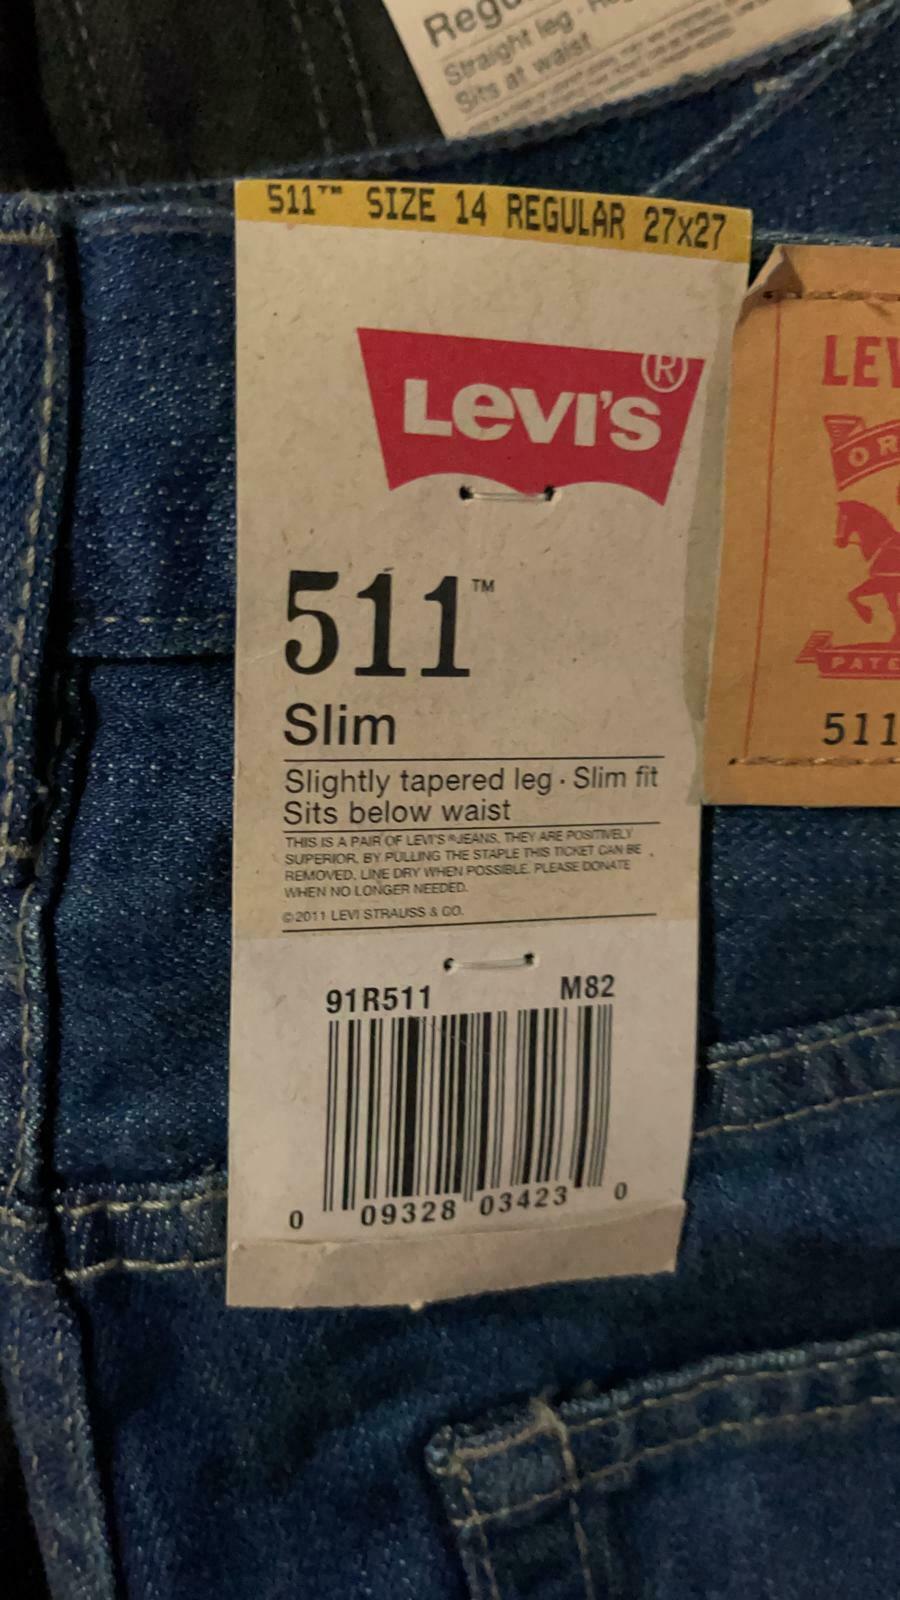 Straight leg
Sits at waist
511™ SIZE 14 REGULAR 27X27
LEVI'S®
511™
Slim
Slightly tapered leg · Slim fit
Sits below waist
THIS IS A PAIR OF LEVI'S® JEANS. THEY ARE POSITIVELY
SUPERIOR. BY PULLING THE STAPLE THIS TICKET CAN BE
REMOVED. LINE DRY WHEN POSSIBLE. PLEASE DONATE
WHEN NO LONGER NEEDED.
©2011 LEVI STRAUSS & CO.
91R511 M82
0 09328 03423 0
511